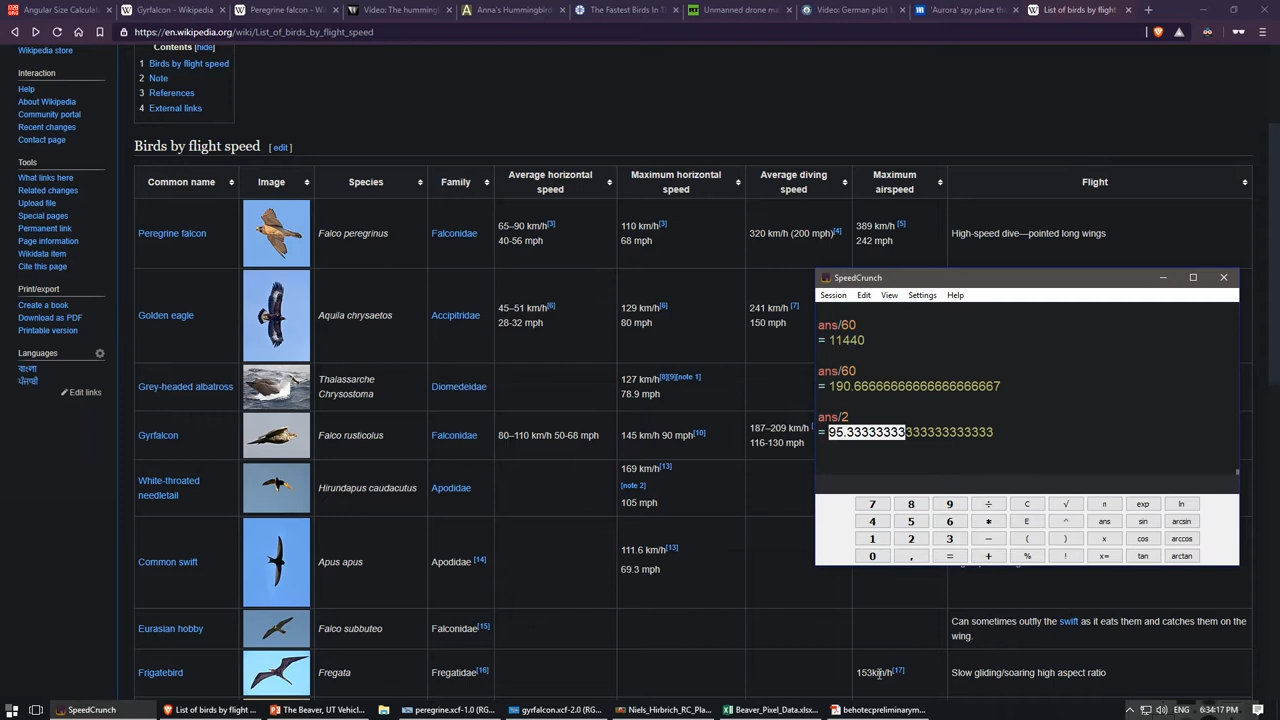 Angular Size Calculat
Gyrfalcon - Wikipedia
Peregrine falcon - Wikip
Video: The humming
Anna's Hummingbird
The Fastest Birds In Th
Unmanned drone ma
Video: German pilot b
'Aurora' spy plane tha
List of birds by flight
https://en.wikipedia.org/wiki/List_of_birds_by_flight_speed
Wikipedia store
Interaction
Help
About Wikipedia
Community portal
Recent changes
Contact page
Tools
What links here
Related changes
Upload file
Special pages
Permanent link
Page information
Wikidata item
Cite this page
Print/export
Create a book
Download as PDF
Printable version
Languages
বাংলা
ਪੰਜਾਬੀ
Edit links
Contents [hide]
1 Birds by flight speed
2 Note
3 References
4 External links
Birds by flight speed [ edit ]
Common name Image Species Family Average horizontal speed Maximum horizontal speed Average diving speed Maximum airspeed Flight
Peregrine falcon Falco peregrinus Falconidae 65–90 km/h[3] 110 km/h[3] 320 km/h (200 mph)[4] 389 km/h [5] High-speed dive—pointed long wings
40-56 mph 68 mph 242 mph
Golden eagle Aquila chrysaetos Accipitridae 45–51 km/h[6] 129 km/h[6] 241 km/h [7]
28-32 mph 80 mph 150 mph
Grey-headed albatross Thalassarche Chrysostoma Diomedeidae 127 km/h[8][9][note 1]
78.9 mph
Gyrfalcon Falco rusticolus Falconidae 80–110 km/h 50-68 mph 145 km/h 90 mph[10] 187–209 km/h
116-130 mph
White-throated needletail Hirundapus caudacutus Apodidae 169 km/h[13]
[note 2]
105 mph
Common swift Apus apus Apodidae [14] 111.6 km/h[13]
69.3 mph
Eurasian hobby Falco subbuteo Falconidae[15] Can sometimes outfly the swift as it eats them and catches them on the wing.
Frigatebird Fregata Fregatidae[16] 153km/h[17] Slow gliding/soaring high aspect ratio
SpeedCrunch
Session Edit View Settings Help
ans/60
= 11440
ans/60
= 190.66666666666666666667
ans/2
= 95.33333333333333333333
7 8 9 ÷ C √ π exp ln
4 5 6 * E ^ ans sin arcsin
1 2 3 − ( ) x cos arccos
0 , = + % ! x= tan arctan
SpeedCrunch
List of birds by flight ...
The Beaver, UT Vehicl...
peregrine.xcf-1.0 (RG...
gyrfalcon.xcf-2.0 (RG...
Niels_Hirbrich_RC_Pla...
Beaver_Pixel_Data.xlsx...
behotecpreliminarym...
ENG
6:34:17 PM